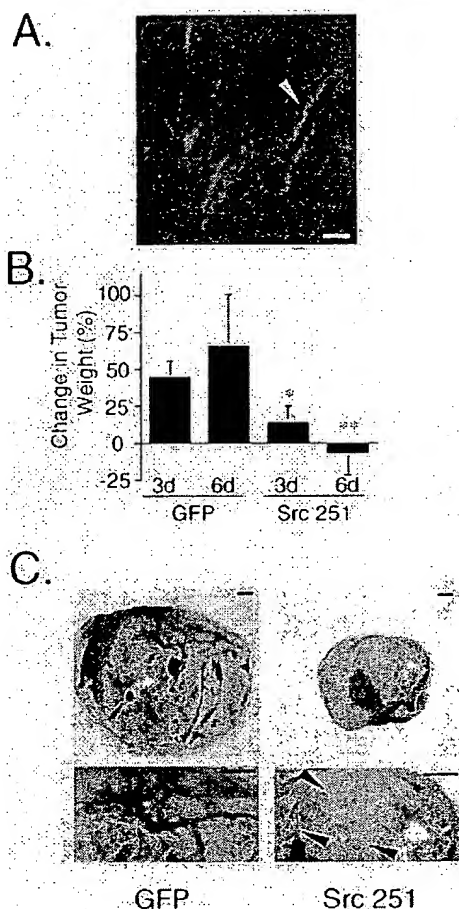 A.
B.
Change in Tumor
Weight (%)
100
75
50
25
0
-25
*
**
3d 6d 3d 6d
GFP Src 251
C.
GFP Src 251